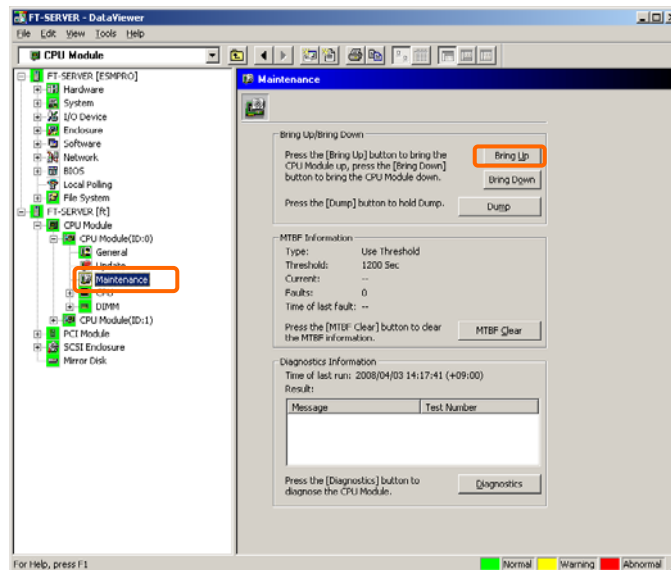 FT-SERVER - DataViewer
File Edit View Tools Help
CPU Module
FT-SERVER [ESMPRO]
Hardware
System
I/O Device
Enclosure
Software
Network
BIOS
Local Polling
File System
FT-SERVER [ft]
CPU Module
CPU Module(ID:0)
General
Update
Maintenance
CPU
DIMM
CPU Module(ID:1)
PCI Module
SCSI Enclosure
Mirror Disk
Maintenance
Bring Up/Bring Down
Press the [Bring Up] button to bring the
CPU Module up, press the [Bring Down]
button to bring the CPU Module down.
Bring Up
Bring Down
Press the [Dump] button to hold Dump.
Dump
MTBF Information
Type: Use Threshold
Threshold: 1200 Sec
Current: --
Faults: 0
Time of last fault: --
Press the [MTBF Clear] button to clear
the MTBF information.
MTBF Clear
Diagnostics Information
Time of last run: 2008/04/03 14:17:41 (+09:00)
Result:
Message Test Number
Press the [Diagnostics] button to
diagnose the CPU Module.
Diagnostics
For Help, press F1
Normal Warning Abnormal